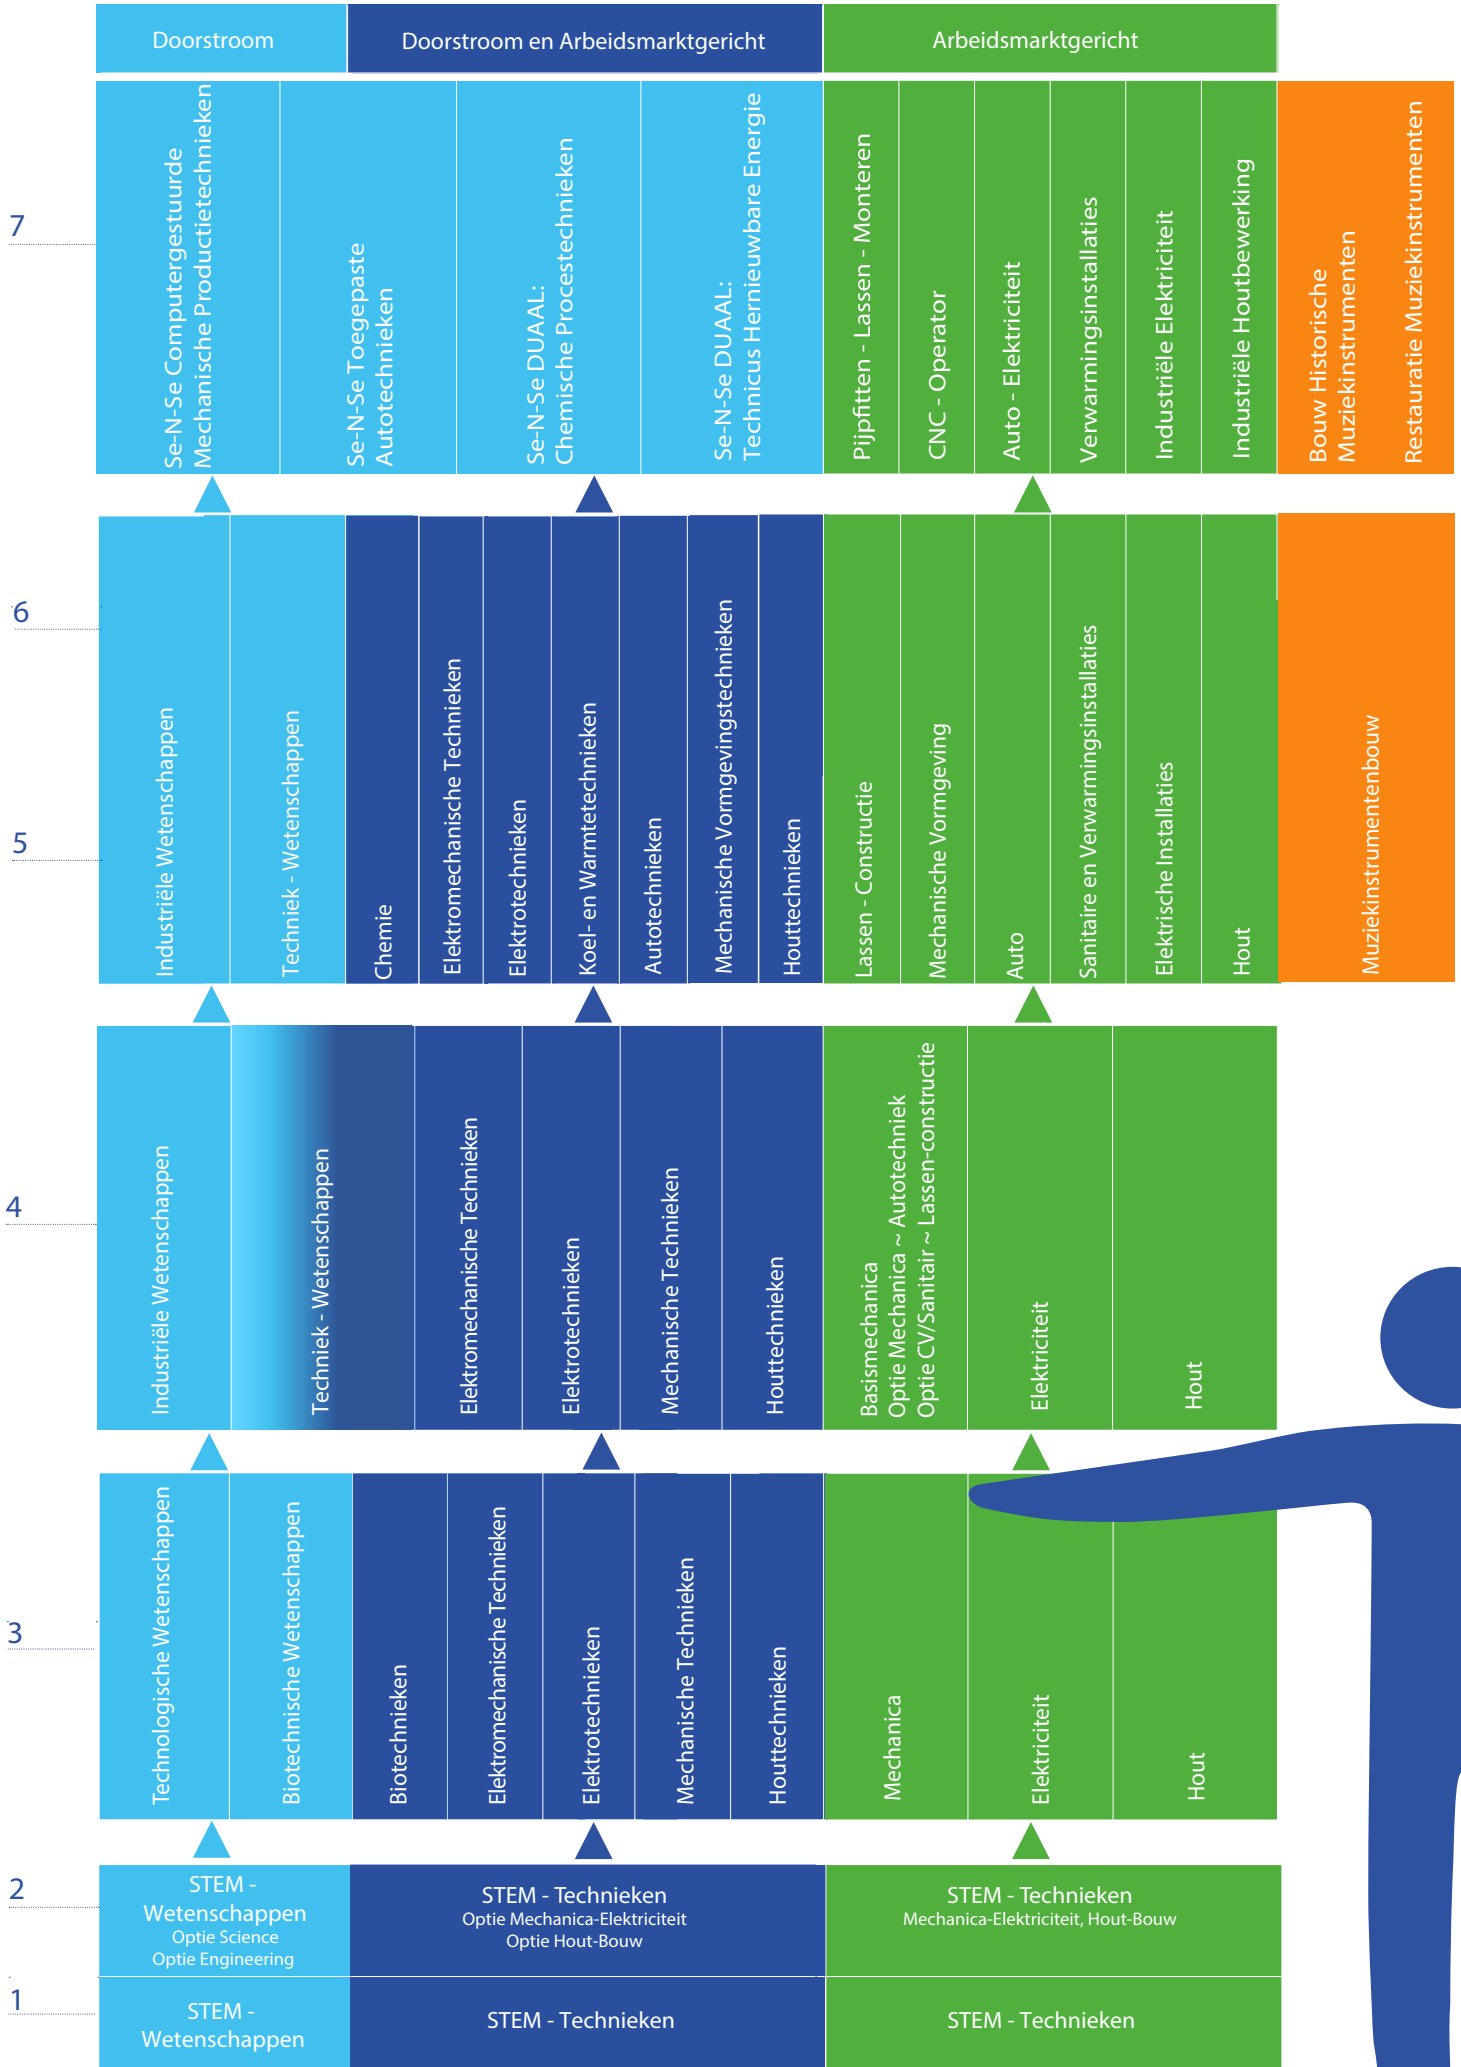 Doorstroom
Doorstroom en Arbeidsmarktgericht
Arbeidsmarktgericht
7
Se-N-Se Computergestuurde
Mechanische Productietechnieken
Se-N-Se Toegepaste
Autotechnieken
Se-N-Se DUAAL:
Chemische Procestechnieken
Se-N-Se DUAAL:
Technicus Hernieuwbare Energie
Pijpfitten - Lassen - Monteren
CNC - Operator
Auto - Elektriciteit
Verwarmingsinstallaties
Industriële Elektriciteit
Industriële Houtbewerking
Bouw Historische
Muziekinstrumenten
Restauratie Muziekinstrumenten
6
5
Industriële Wetenschappen
Techniek - Wetenschappen
Chemie
Elektromechanische Technieken
Elektrotechnieken
Koel- en Warmtetechnieken
Autotechnieken
Mechanische Vormgevingstechnieken
Houttechnieken
Lassen - Constructie
Mechanische Vormgeving
Auto
Sanitaire en Verwarmingsinstallaties
Elektrische Installaties
Hout
Muziekinstrumentenbouw
4
Industriële Wetenschappen
Techniek - Wetenschappen
Elektromechanische Technieken
Elektrotechnieken
Mechanische Technieken
Houttechnieken
Basismechanica
Optie Mechanica ~ Autotechniek
Optie CV/Sanitair ~ Lassen-constructie
Elektriciteit
Hout
3
Technologische Wetenschappen
Biotechnische Wetenschappen
Biotechnieken
Elektromechanische Technieken
Elektrotechnieken
Mechanische Technieken
Houttechnieken
Mechanica
Elektriciteit
Hout
2
STEM -
Wetenschappen
Optie Science
Optie Engineering
STEM - Technieken
Optie Mechanica-Elektriciteit
Optie Hout-Bouw
STEM - Technieken
Mechanica-Elektriciteit, Hout-Bouw
1
STEM -
Wetenschappen
STEM - Technieken
STEM - Technieken